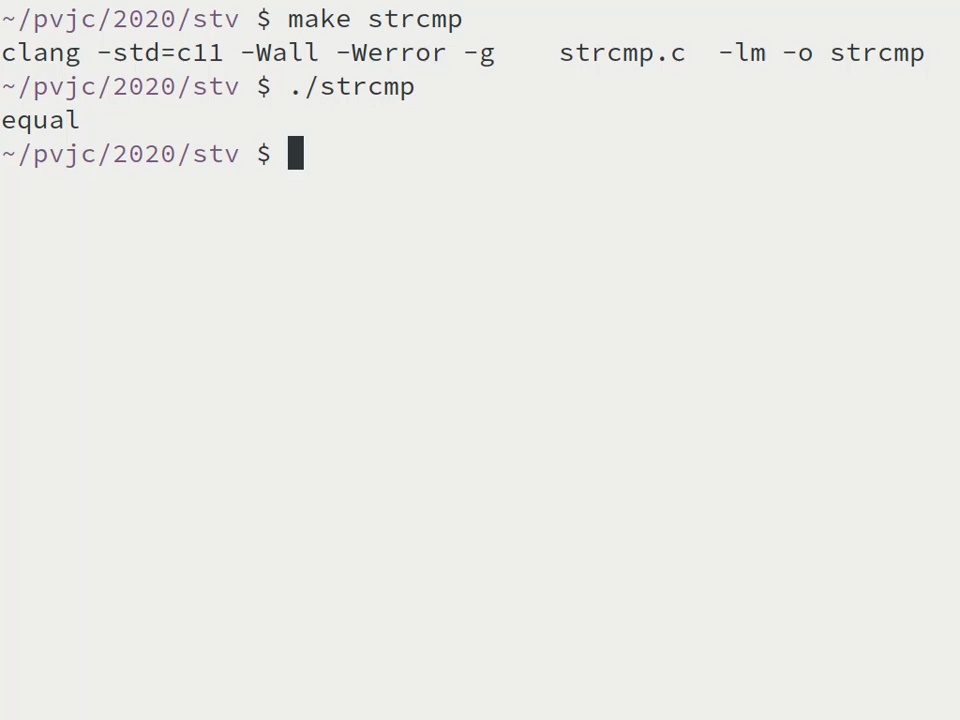 ~/pvjc/2020/stv $ make strcmp
clang -std=c11 -Wall -Werror -g    strcmp.c  -lm -o strcmp
~/pvjc/2020/stv $ ./strcmp
equal
~/pvjc/2020/stv $